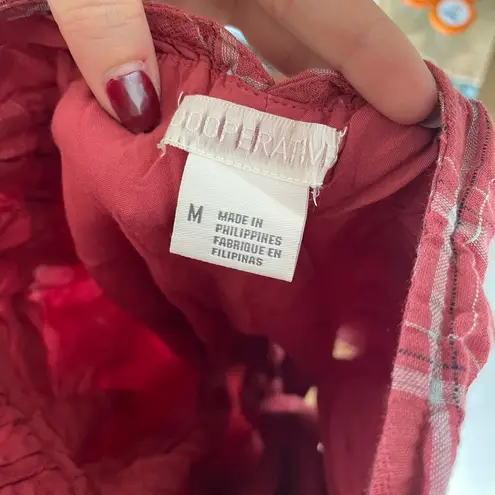 COOPERATIVE
M
MADE IN
PHILIPPINES
FABRIQUE EN
FILIPINAS